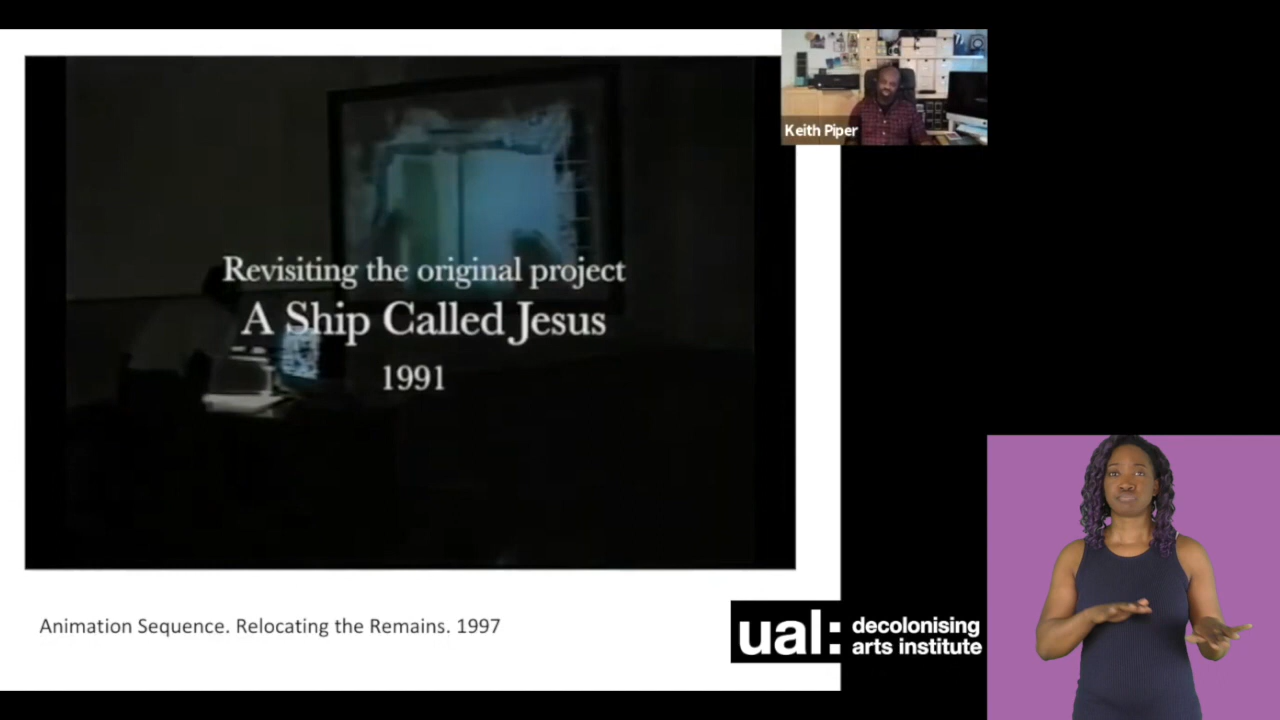 Keith Piper
Revisiting the original project
A Ship Called Jesus
1991
Animation Sequence. Relocating the Remains. 1997
ual:
decolonising
arts institute